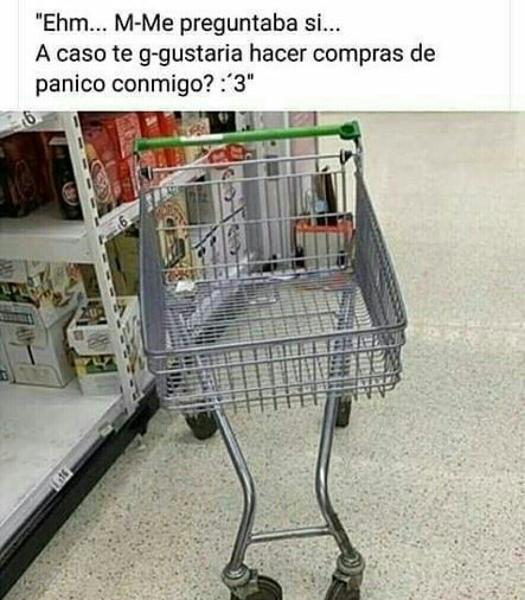 "Ehm... M-Me preguntaba si...
A caso te g-gustaria hacer compras de
panico conmigo? :´3"